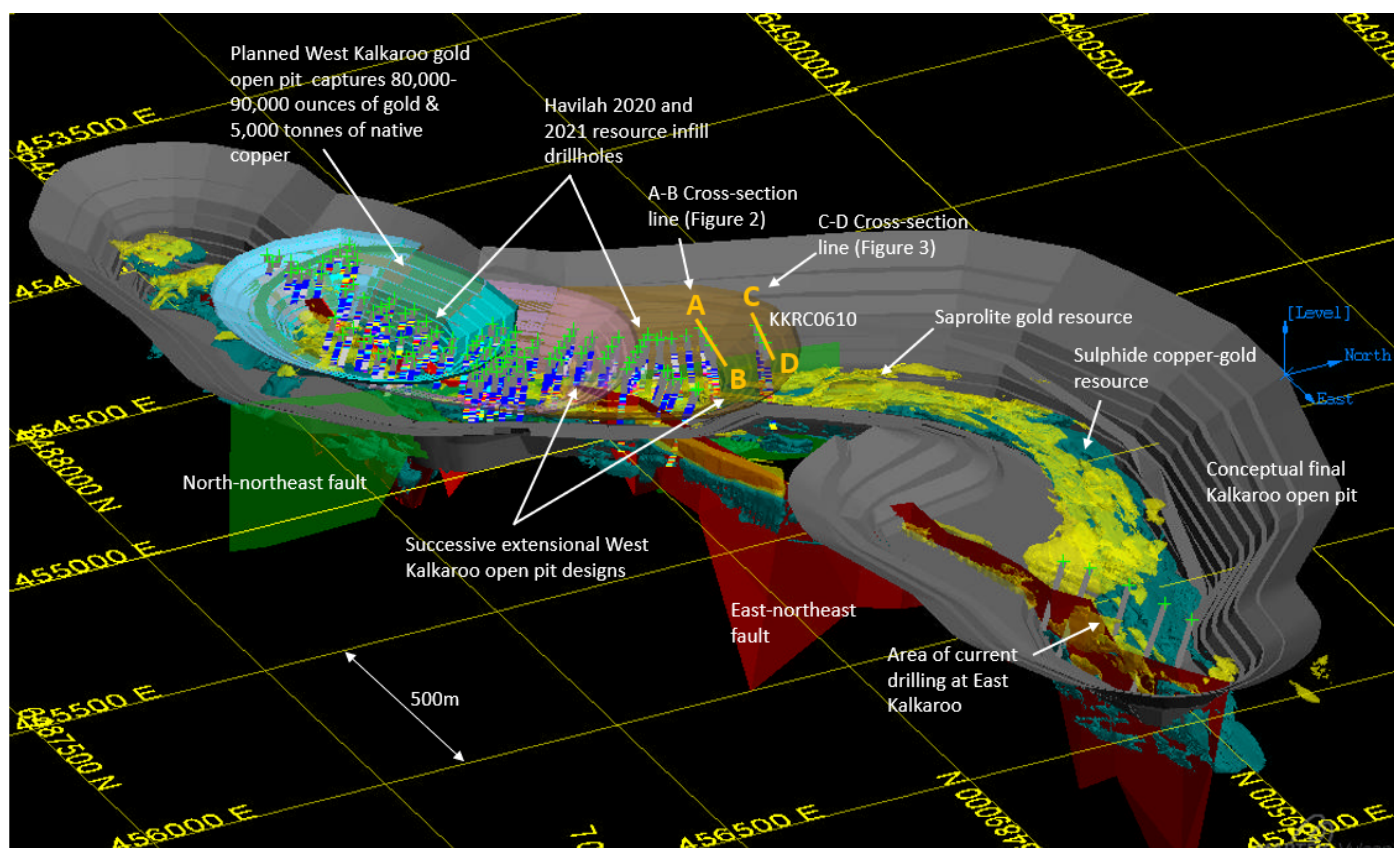 Planned West Kalkaroo gold
open pit  captures 80,000-
90,000 ounces of gold &
5,000 tonnes of native
copper
Havilah 2020 and
2021 resource infill
drillholes
A-B Cross-section
line (Figure 2)
C-D Cross-section
line (Figure 3)
6490000 N
6490500 N
453500 E
A
C
KKRC0610
B
D
Saprolite gold resource
Sulphide copper-gold
resource
[Level]
North
East
454500 E
North-northeast fault
Successive extensional West
Kalkaroo open pit designs
Conceptual final
Kalkaroo open pit
East-northeast
fault
Area of current
drilling at East
Kalkaroo
500m
455000 E
455500 E
456000 E
456500 E